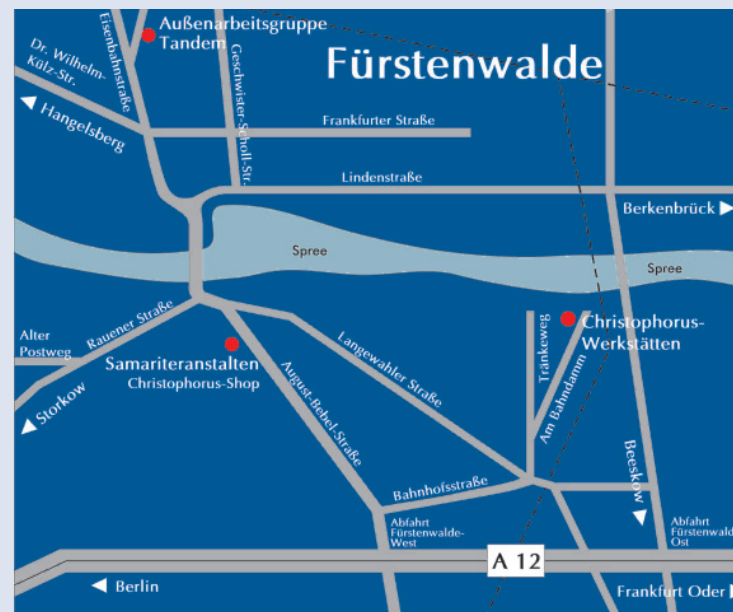 Außenarbeitsgruppe
Tandem
Eisenbahnstraße
Dr. Wilhelm-
Külz-Str.
Hangelsberg
Geschwister-Scholl-Str.
Fürstenwalde
Frankfurter Straße
Lindenstraße
Berkenbrück
Spree
Spree
Alter
Postweg
Rauener Straße
Storkow
Samariteranstalten
Christophorus-Shop
August-Bebel-Straße
Langewahler Straße
Tränkeweg
Am Bahndamm
Christophorus-
Werkstätten
Beeskow
Bahnhofsstraße
Abfahrt
Fürstenwalde-
West
Abfahrt
Fürstenwald
Ost
A 12
Berlin
Frankfurt Oder